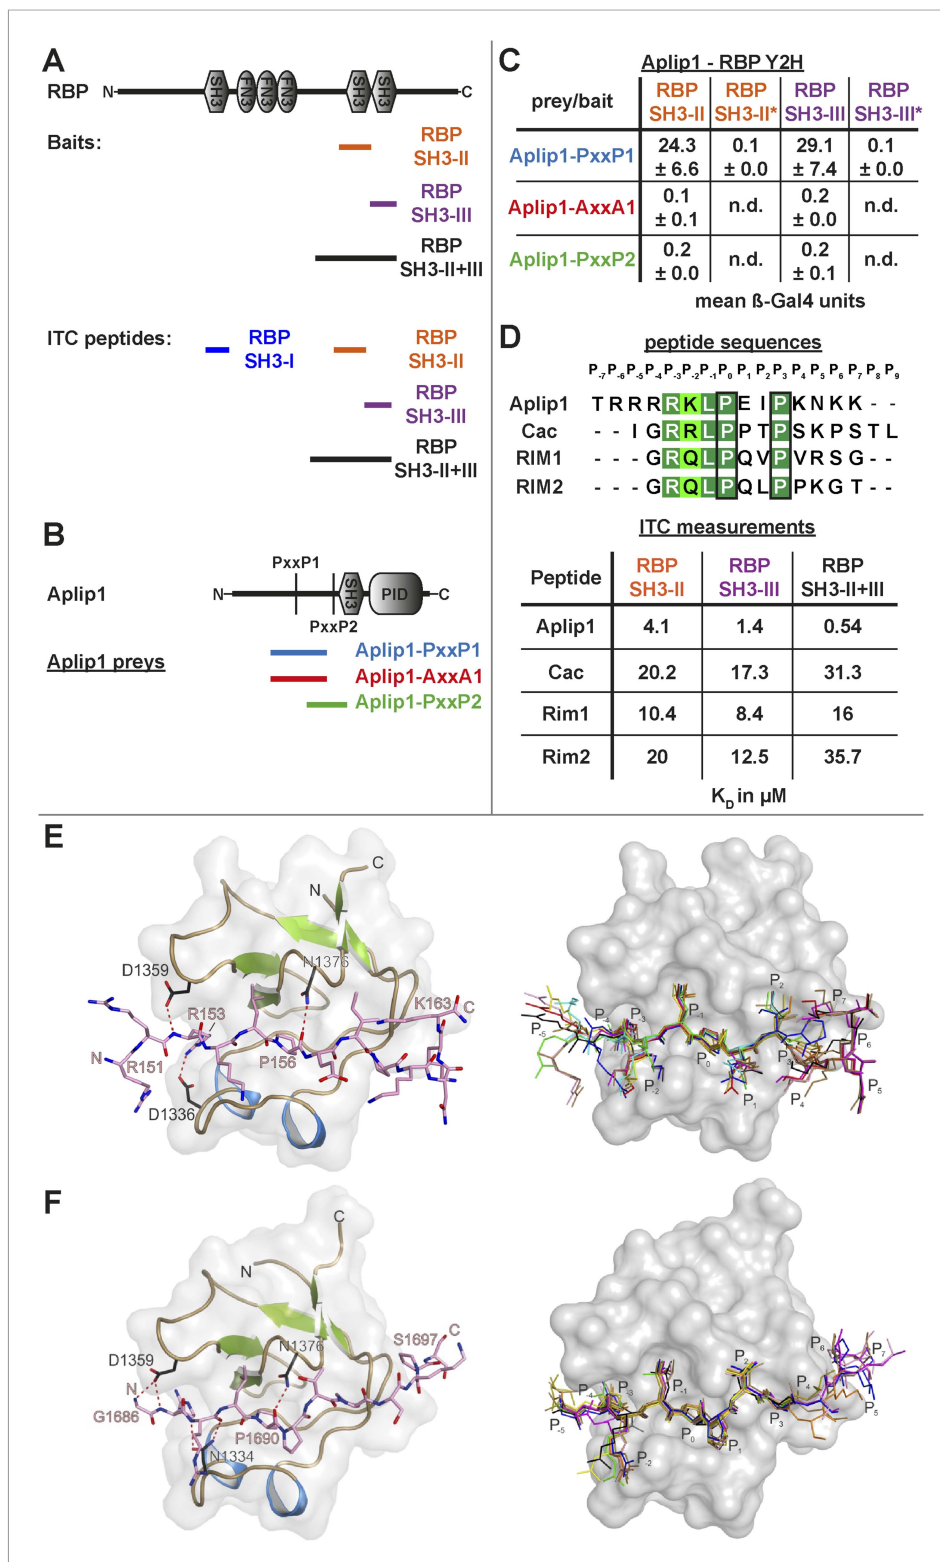 A
RBP N- SH3 FN3 FN3 FN3 SH3 SH3 -C
Baits:
RBP
SH3-II
RBP
SH3-III
RBP
SH3-II+III
ITC peptides:
RBP
SH3-I
RBP
SH3-II
RBP
SH3-III
RBP
SH3-II+III
B
PxxP1
Aplip1 N- SH3 PID -C
PxxP2
Aplip1 preys
Aplip1-PxxP1
Aplip1-AxxA1
Aplip1-PxxP2
C
Aplip1 - RBP Y2H
prey/bait RBP SH3-II RBP SH3-II* RBP SH3-III RBP SH3-III*
Aplip1-PxxP1 24.3 ± 6.6 0.1 ± 0.0 29.1 ± 7.4 0.1 ± 0.0
Aplip1-AxxA1 0.1 ± 0.1 n.d. 0.2 ± 0.0 n.d.
Aplip1-PxxP2 0.2 ± 0.0 n.d. 0.2 ± 0.1 n.d.
mean ß-Gal4 units
D
peptide sequences
P-7 P-6 P-5 P-4 P-3 P-2 P-1 P0 P1 P2 P3 P4 P5 P6 P7 P8 P9
Aplip1 T R R R R K L P E I P K N K K - -
Cac - - I G R R L P P T P S K P S T L
RIM1 - - - G R Q L P Q V P V R S G - -
RIM2 - - - G R Q L P Q L P P K G T - -
ITC measurements
Peptide RBP SH3-II RBP SH3-III RBP SH3-II+III
Aplip1 4.1 1.4 0.54
Cac 20.2 17.3 31.3
Rim1 10.4 8.4 16
Rim2 20 12.5 35.7
KD in µM
E
C
N
D1359
N1376
R153
K163 C
N
R151
P156
D1336
P-5
P-4
P-3
P-2
P-1
P0
P1
P2
P3
P4
P5
P6
P7
F
C
N
D1359
N1376
S1697
C
N
G1686
P1690
N1334
P-5
P-4
P-3
P-2
P-1
P0
P1
P2
P3
P4
P5
P6
P7